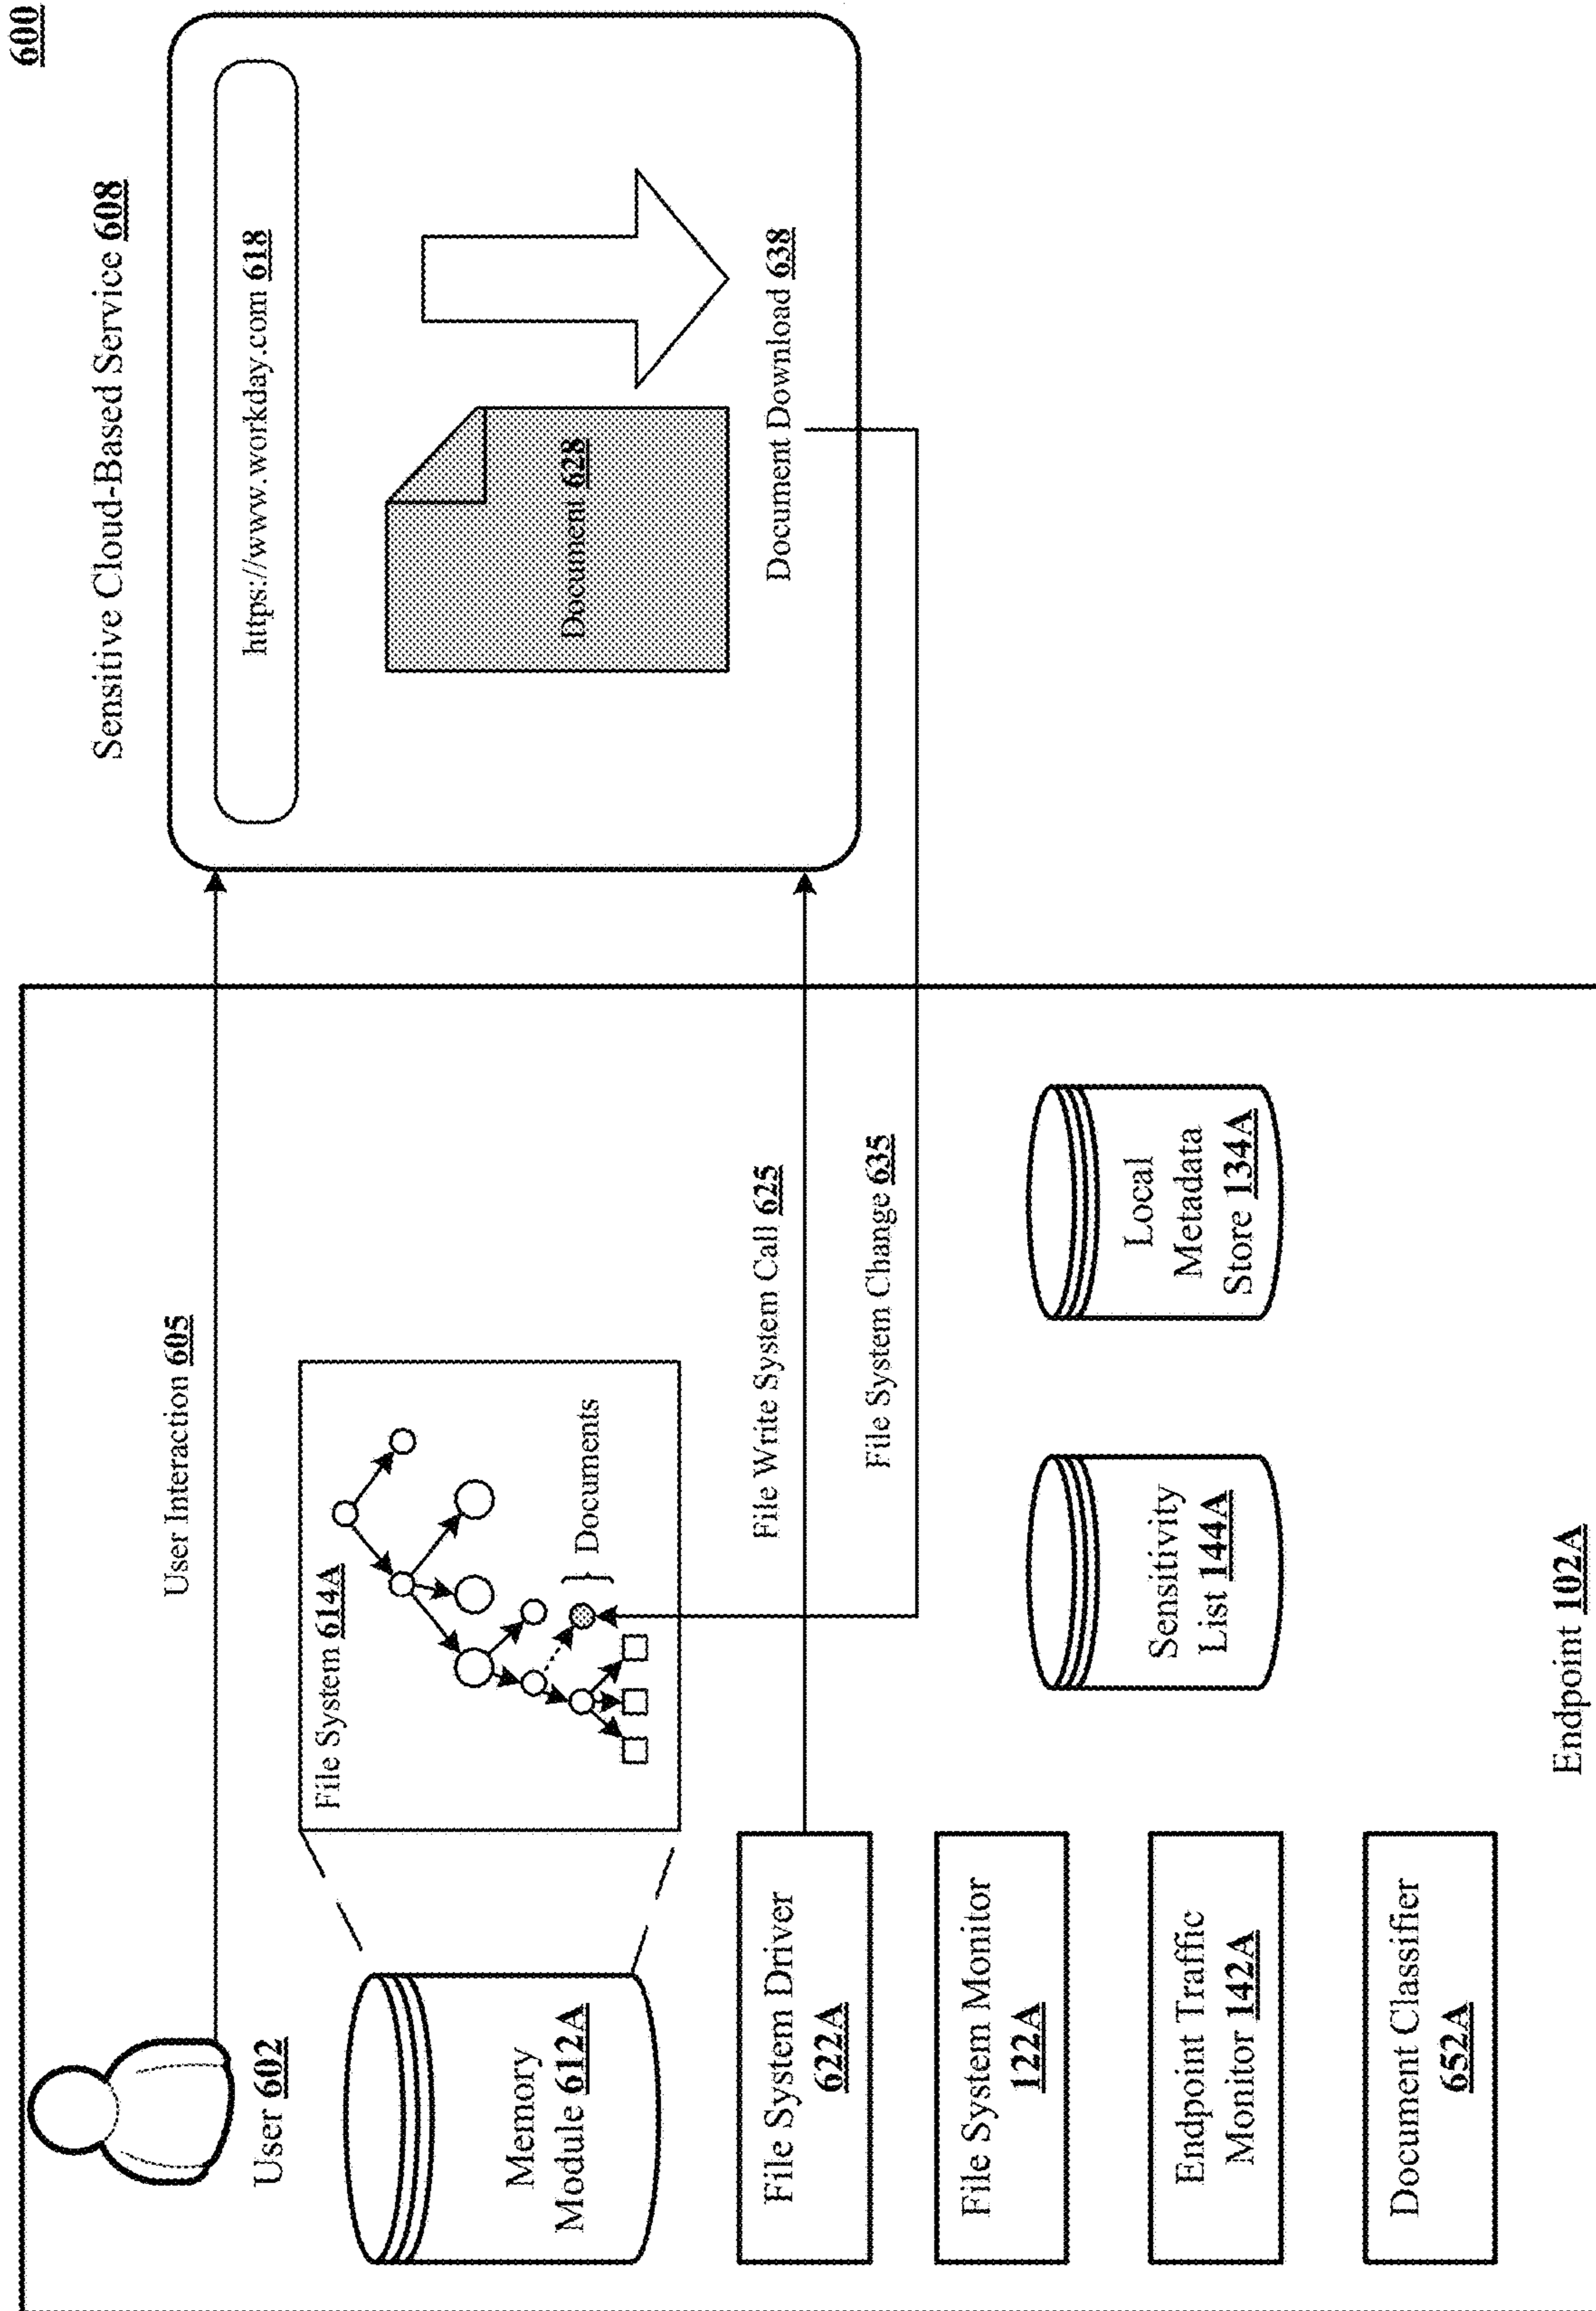 600
Sensitive Cloud-Based Service 608
https://www.workday.com 618
Document 628
Document Download 638
User Interaction 605
User 602
File System 614A
} Documents
Memory
Module 612A
File Write System Call 625
File System Change 635
File System Driver
622A
File System Monitor
122A
Endpoint Traffic
Monitor 142A
Document Classifier
652A
Sensitivity
List 144A
Local
Metadata
Store 134A
Endpoint 102A